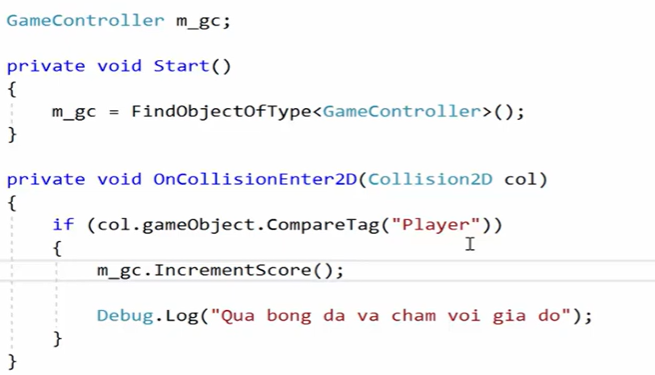 GameController m_gc;
private void Start()
{
m_gc = FindObjectOfType<GameController>();
}
private void OnCollisionEnter2D(Collision2D col)
{
if (col.gameObject.CompareTag("Player"))
{
m_gc.IncrementScore();
Debug.Log("Qua bong da va cham voi gia do");
}
}